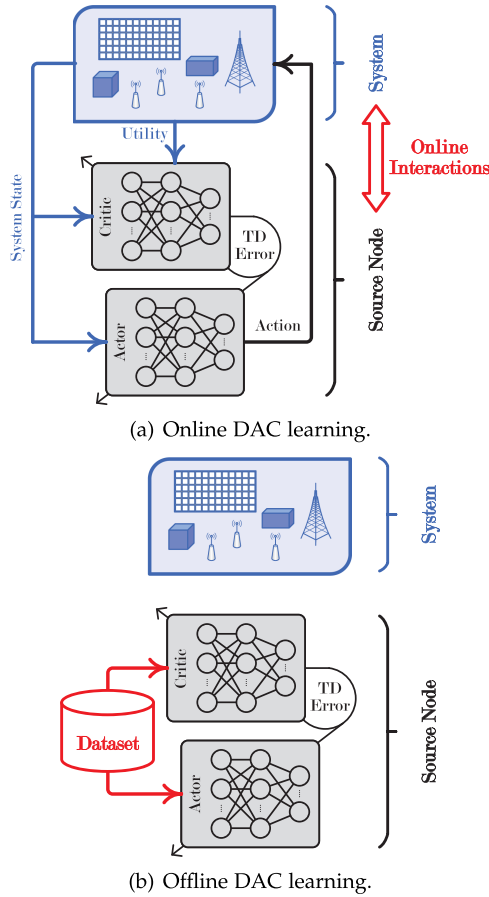 System
Utility
Online
Interactions
System State
Critic
TD
Error
Source Node
Actor
Action
(a) Online DAC learning.
System
Critic
TD
Error
Dataset
Source Node
Actor
(b) Offline DAC learning.